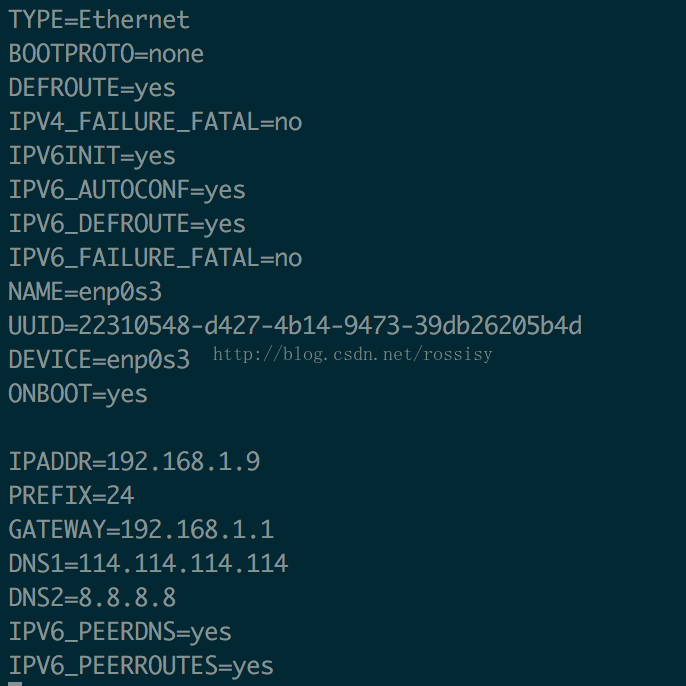 TYPE=Ethernet
BOOTPROTO=none
DEFROUTE=yes
IPV4_FAILURE_FATAL=no
IPV6INIT=yes
IPV6_AUTOCONF=yes
IPV6_DEFROUTE=yes
IPV6_FAILURE_FATAL=no
NAME=enp0s3
UUID=22310548-d427-4b14-9473-39db26205b4d
DEVICE=enp0s3
http://blog.csdn.net/rossisy
ONBOOT=yes
IPADDR=192.168.1.9
PREFIX=24
GATEWAY=192.168.1.1
DNS1=114.114.114.114
DNS2=8.8.8.8
IPV6_PEERDNS=yes
IPV6_PEERROUTES=yes